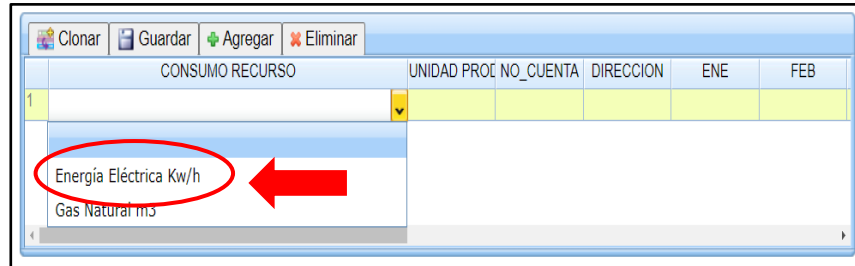 Clonar Guardar Agregar Eliminar
CONSUMO RECURSO UNIDAD PROD NO_CUENTA DIRECCION ENE FEB
1
Energía Eléctrica Kw/h
Gas Natural m3